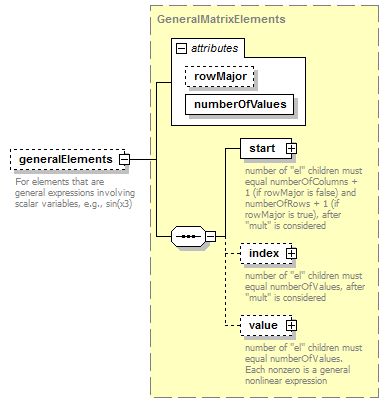 GeneralMatrixElements
attributes
rowMajor
numberOfValues
generalElements
For elements that are
general expressions involving
scalar variables, e.g., sin(x3)
start
number of "el" children must
equal numberOfColumns +
1 (if rowMajor is false) and
numberOfRows + 1 (if
rowMajor is true), after
"mult" is considered
index
number of "el" children must
equal numberOfValues, after
"mult" is considered
value
number of "el" children must
equal numberOfValues.
Each nonzero is a general
nonlinear expression